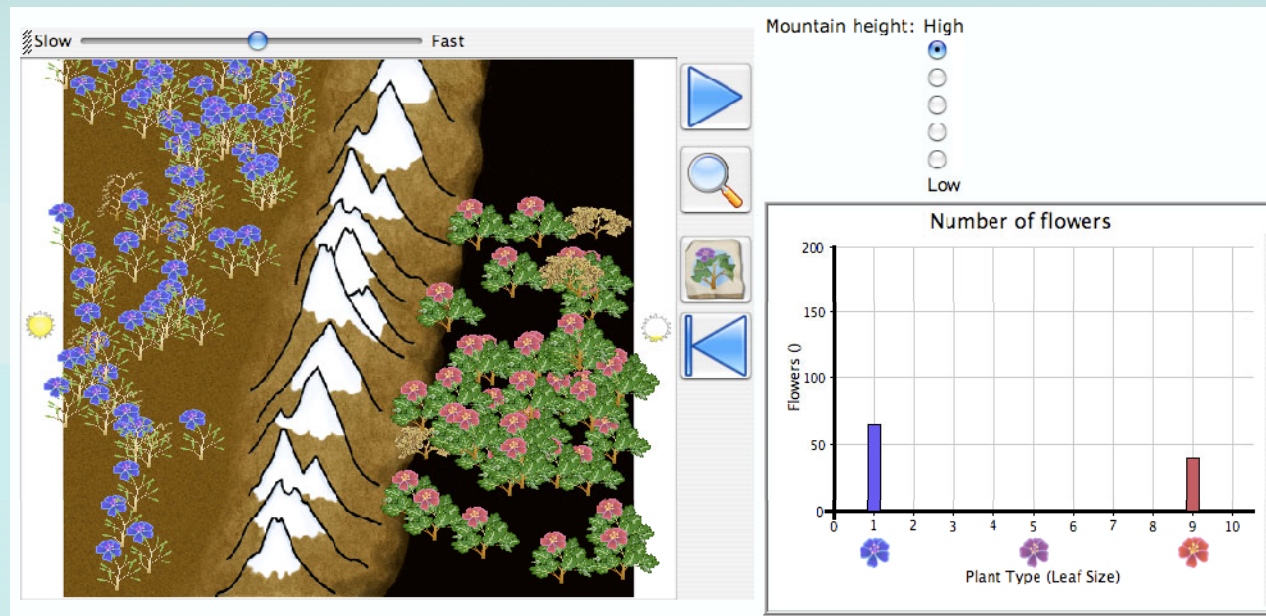 Slow Fast
Mountain height: High
Low
Number of flowers
200
150
100
50
0
Flowers ()
0 1 2 3 4 5 6 7 8 9 10
Plant Type (Leaf Size)